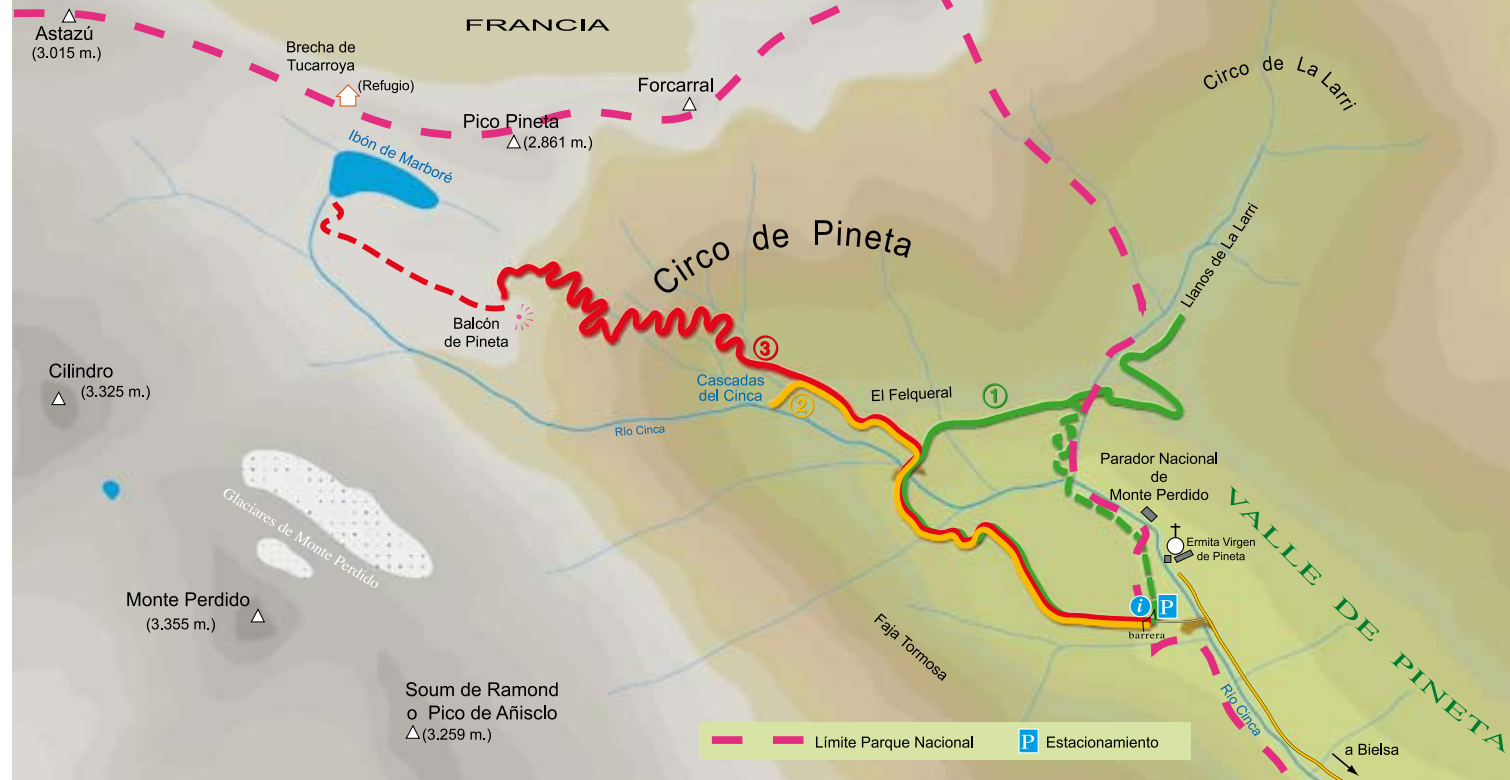 FRANCIA
Astazú
(3.015 m.)
Brecha de
Tucarroya
(Refugio)
Forcarral
Pico Pineta
(2.861 m.)
Ibón de Marboré
Circo de La Larri
Circo de Pineta
Llanos de La Larri
Balcón
de Pineta
3
Cilindro
(3.325 m.)
Cascadas
del Cinca
2
El Felqueral
1
Río Cinca
Parador Nacional
de
Monte Perdido
VALLE DE PINETA
Glaciares de Monte Perdido
Ermita Virgen
de Pineta
Monte Perdido
(3.355 m.)
i
P
barrera
Faja Tormosa
Soum de Ramond
o Pico de Añisclo
(3.259 m.)
Río Cinca
Límite Parque Nacional
P Estacionamiento
a Bielsa